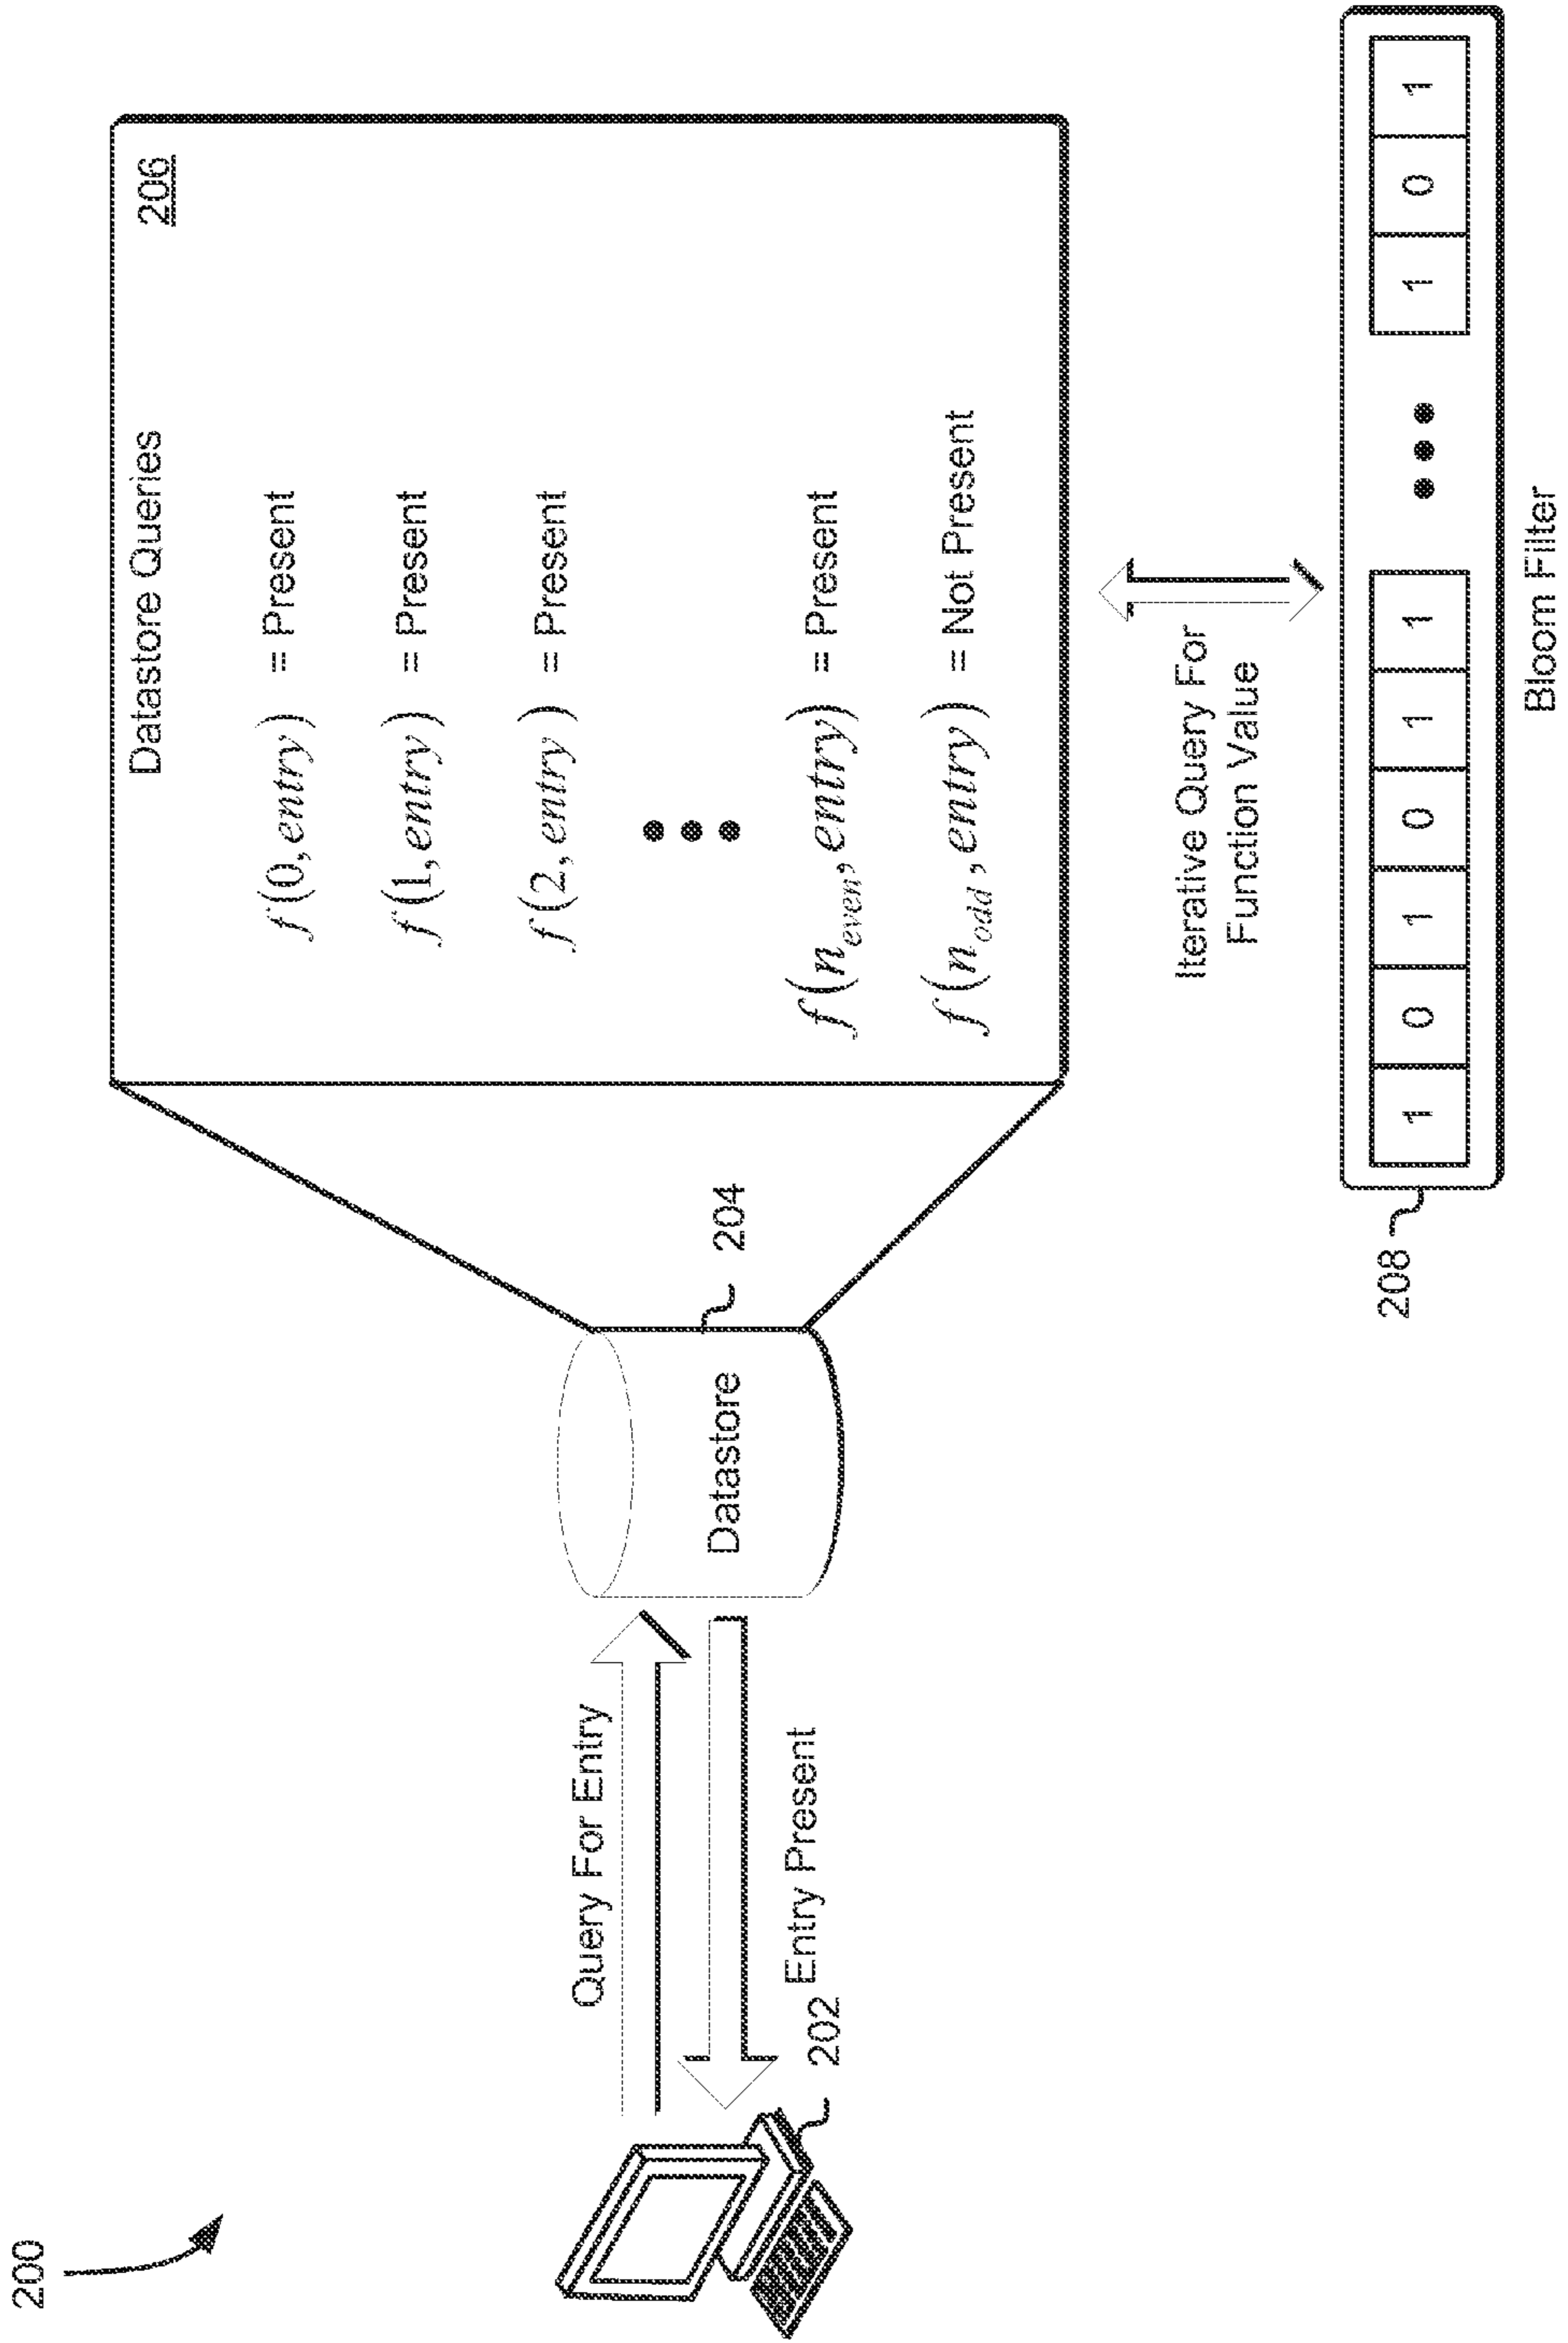 200
Datastore Queries
206
f(0,entry) = Present
f(1,entry) = Present
f(2,entry) = Present
f(n_even, entry) = Present
f(n_odd, entry) = Not Present
Query For Entry
Datastore
204
Entry Present
202
Iterative Query For
Function Value
208
1 0 1 0 1 1 1 0 1
Bloom Filter